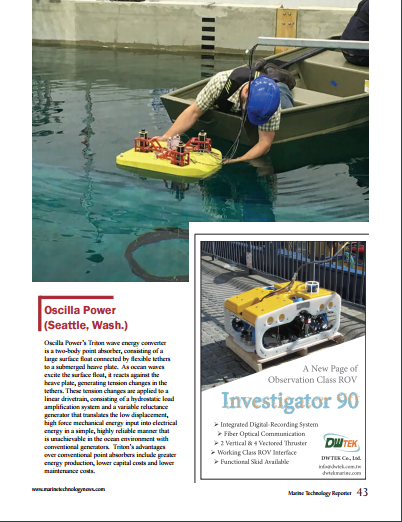 Oscilla Power
(Seattle, Wash.)
Oscilla Power's Triton wave energy converter
is a two-body point absorber, consisting of a
large surface float connected by flexible tethers
to a submerged heave plate. As ocean waves
excite the surface float, it reacts against the
heave plate, generating tension changes in the
tethers. These tension changes are applied to a
linear drivetrain, consisting of a hydrostatic load
amplification system and a variable reluctance
generator that translates the low displacement,
high force mechanical energy input into electrical
energy in a simple, highly reliable manner that
is unachievable in the ocean environment with
conventional generators. Triton's advantages
over conventional point absorbers include greater
energy production, lower capital costs and lower
maintenance costs.
A New Page of
Observation Class ROV
Investigator 90
➢ Integrated Digital-Recording System
➢ Fiber Optical Communication
➢ 2 Vertical & 4 Vectored Thruster
➢ Working Class ROV Interface
➢ Functional Skid Available
DWTEK
DWTEK Co., Ltd.
info@dwtek.com.tw
dwtekmarine.com
www.marinetechnologynews.com
Marine Technology Reporter 43